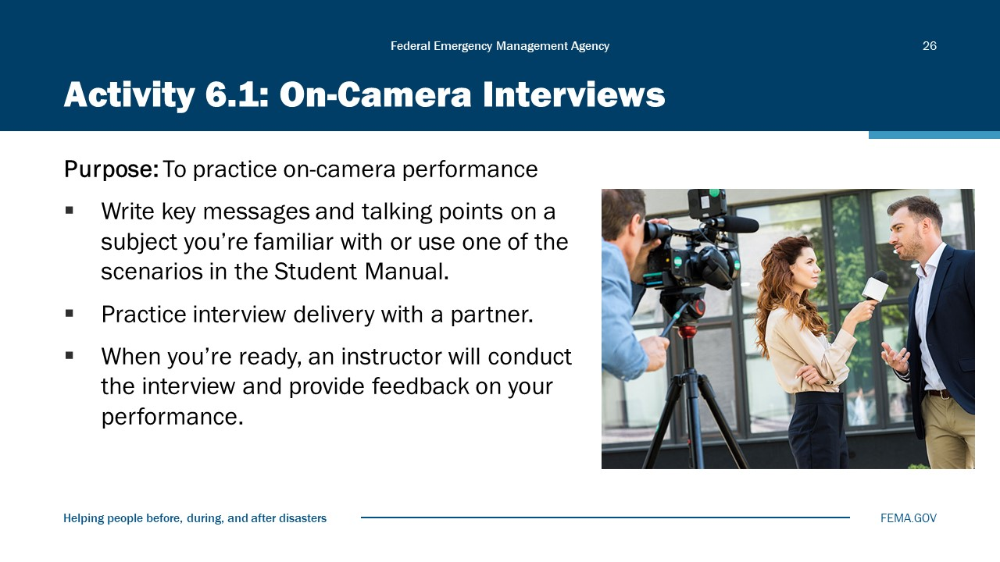 Federal Emergency Management Agency
26
Activity 6.1: On-Camera Interviews
Purpose: To practice on-camera performance
▪ Write key messages and talking points on a
subject you’re familiar with or use one of the
scenarios in the Student Manual.
▪ Practice interview delivery with a partner.
▪ When you’re ready, an instructor will conduct
the interview and provide feedback on your
performance.
Helping people before, during, and after disasters
FEMA.GOV